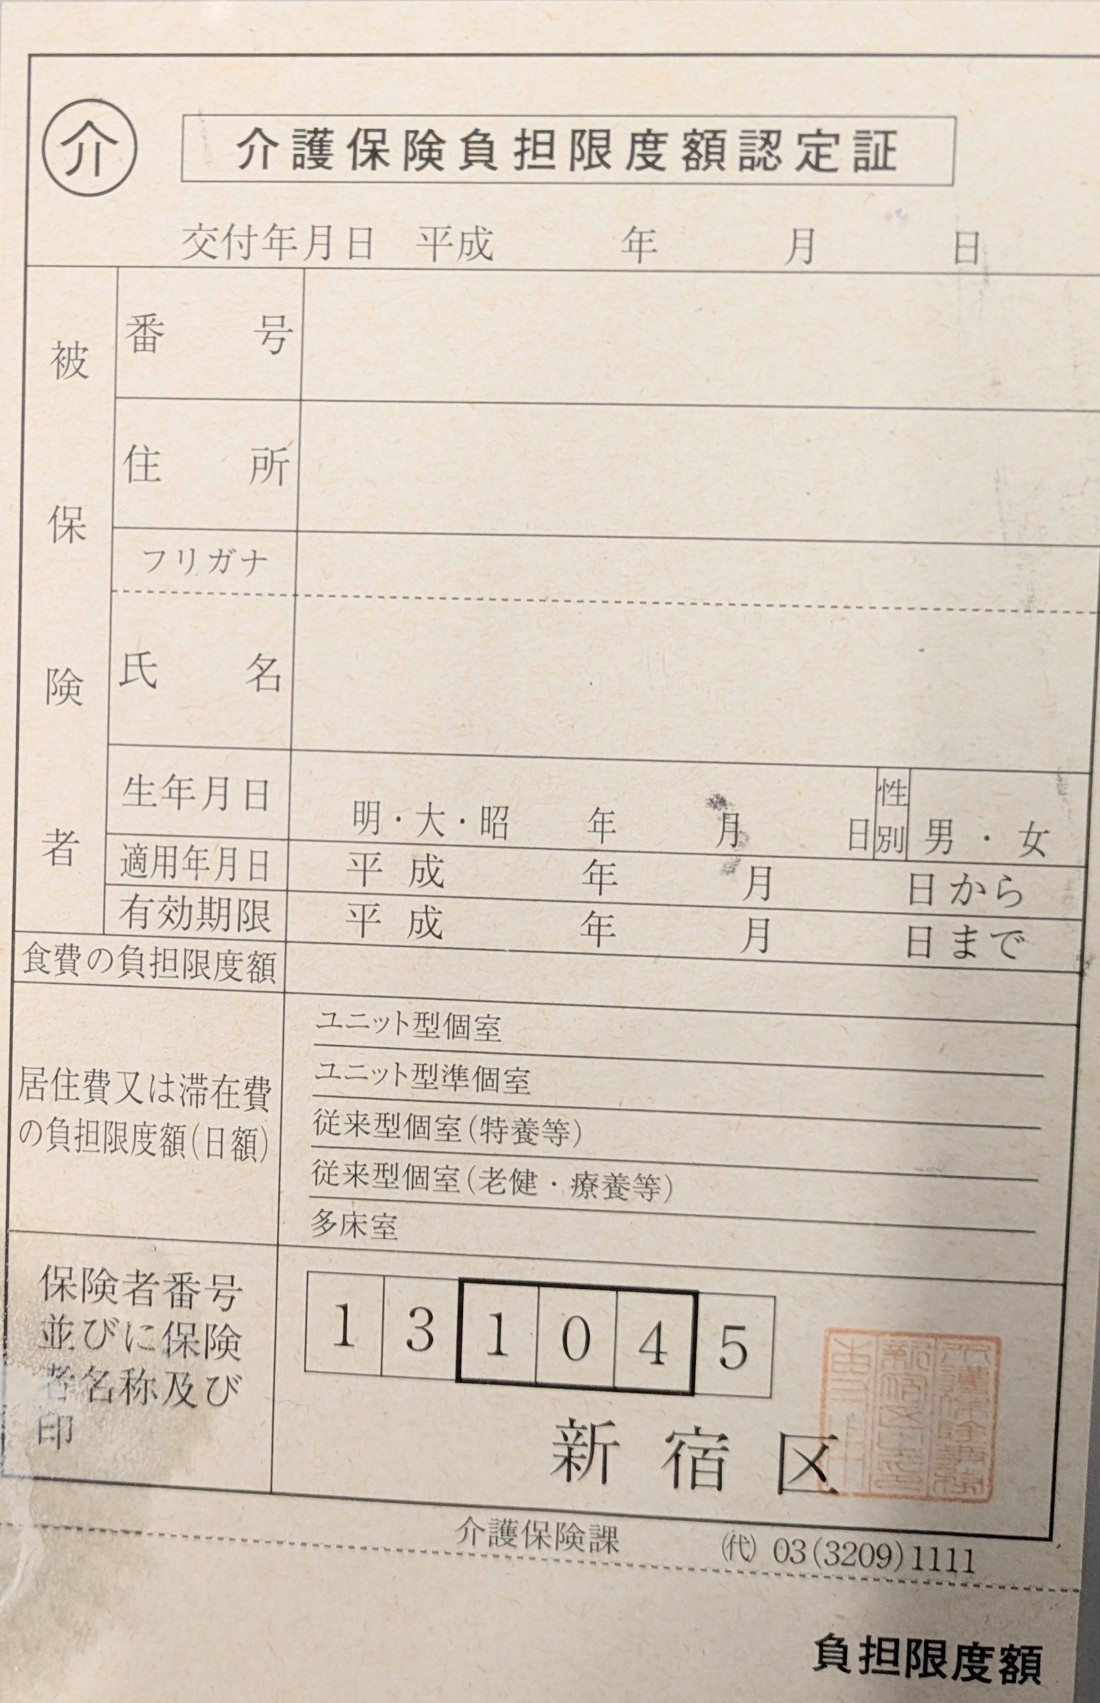 介 介護保険負担限度額認定証
交付年月日 平成 年 月 日
被保険者
番号
住所
フリガナ
氏名
生年月日 明・大・昭 年 月 日 性別 男・女
適用年月日 平成 年 月 日から
有効期限 平成 年 月 日まで
食費の負担限度額
居住費又は滞在費
の負担限度額(日額)
ユニット型個室
ユニット型準個室
従来型個室(特養等)
従来型個室(老健・療養等)
多床室
保険者番号
並びに保険
者名称及び
印
1 3 1 0 4 5
新宿区
介護保険課 ㈹ 03(3209)1111
負担限度額